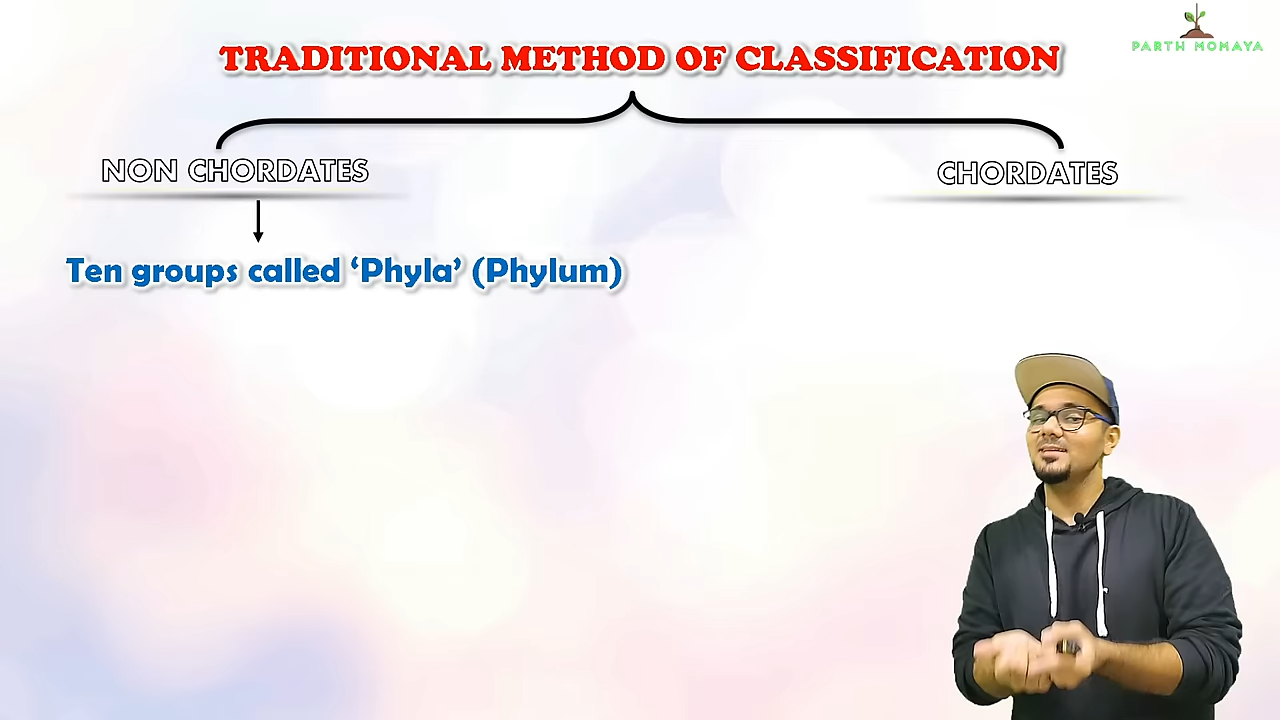 PARTH MOMAYA
TRADITIONAL METHOD OF CLASSIFICATION
NON CHORDATES
CHORDATES
Ten groups called ‘Phyla’ (Phylum)